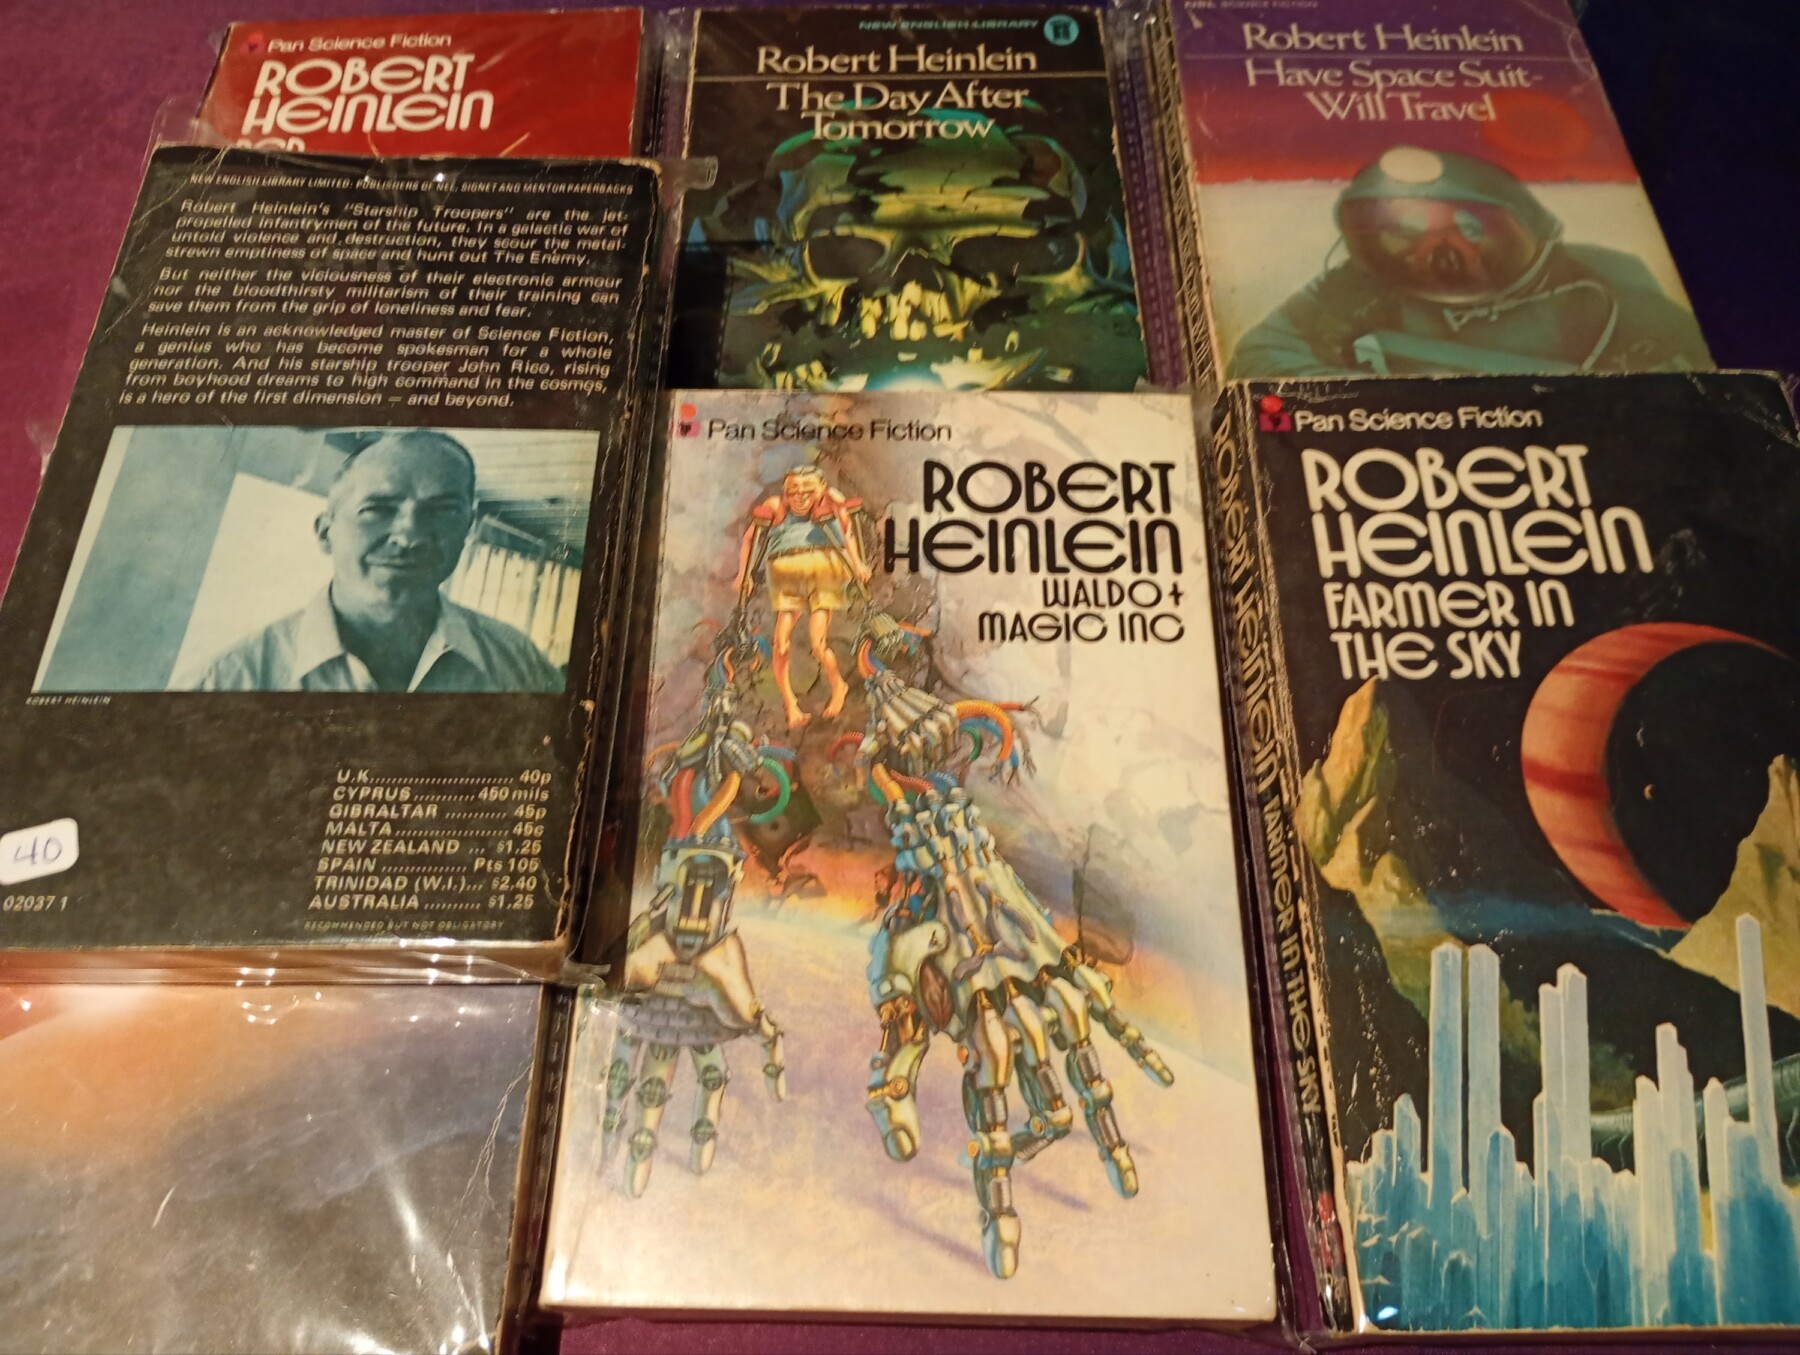 Pan Science Fiction
ROBERT
HEINLEIN
NEW ENGLISH LIBRARY
Robert Heinlein
The Day After
Tomorrow
NEL SCIENCE FICTION
Robert Heinlein
Have Space Suit-
Will Travel
NEW ENGLISH LIBRARY LIMITED: PUBLISHERS OF NEL, SIGNET AND MENTOR PAPERBACKS
Robert Heinlein's "Starship Troopers" are the jet-
propelled infantrymen of the future. In a galactic war of
untold violence and destruction, they scour the metal-
strewn emptiness of space and hunt out The Enemy.
But neither the viciousness of their electronic armour
nor the bloodthirsty militarism of their training can
save them from the grip of loneliness and fear.
Heinlein is an acknowledged master of Science Fiction,
a genius who has become spokesman for a whole
generation. And his starship trooper John Rico, rising
from boyhood dreams to high command in the cosmos,
is a hero of the first dimension — and beyond.
ROBERT HEINLEIN
U.K.......................... 40p
CYPRUS ........... 450 mils
GIBRALTAR ........... 45p
MALTA .................... 45c
NEW ZEALAND ... $1.25
SPAIN ............... Pts 105
TRINIDAD (W.I.)... $2.40
AUSTRALIA .......... $1.25
RECOMMENDED BUT NOT OBLIGATORY
40
02037 1
Pan Science Fiction
ROBERT
HEINLEIN
WALDO +
MAGIC INC
Pan Science Fiction
ROBERT
HEINLEIN
FARMER IN
THE SKY
ROBERT HEINLEIN FARMER IN THE SKY